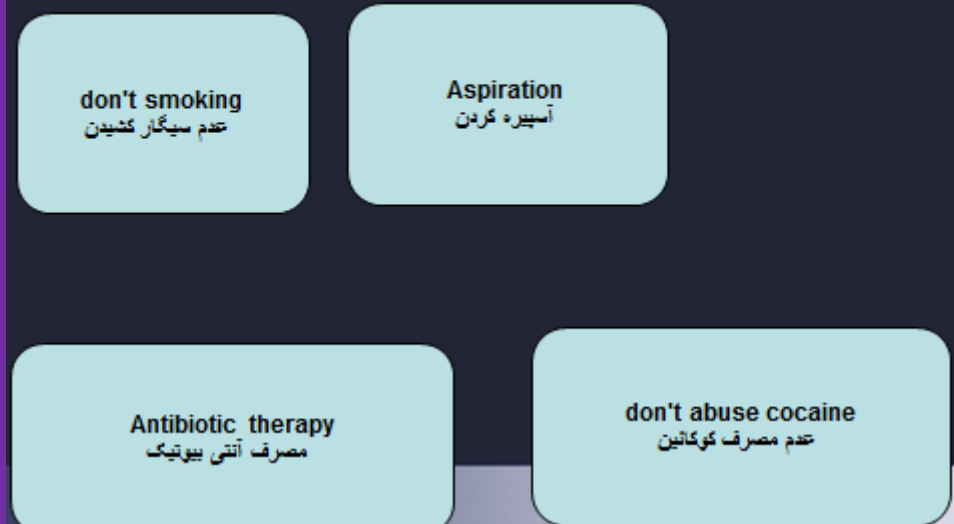 don't smoking
عدم سیگار کشیدن
Aspiration
آسپیره کردن
Antibiotic therapy
مصرف آنتی بیوتیک
don't abuse cocaine
عدم مصرف کوکائین